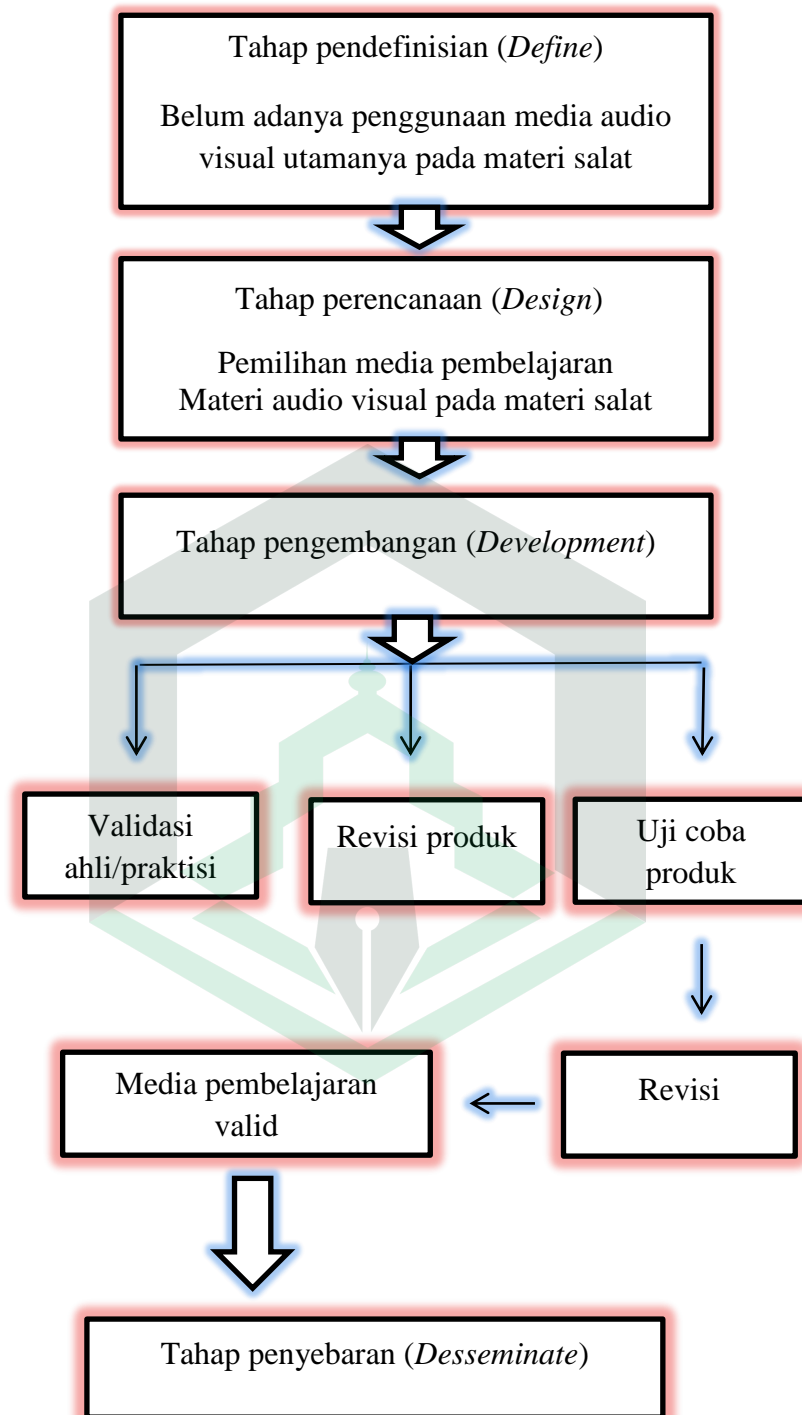 Tahap pendefinisian (Define)
Belum adanya penggunaan media audio
visual utamanya pada materi salat
Tahap perencanaan (Design)
Pemilihan media pembelajaran
Materi audio visual pada materi salat
Tahap pengembangan (Development)
Validasi
ahli/praktisi
Revisi produk
Uji coba
produk
Media pembelajaran
valid
Revisi
Tahap penyebaran (Desseminate)